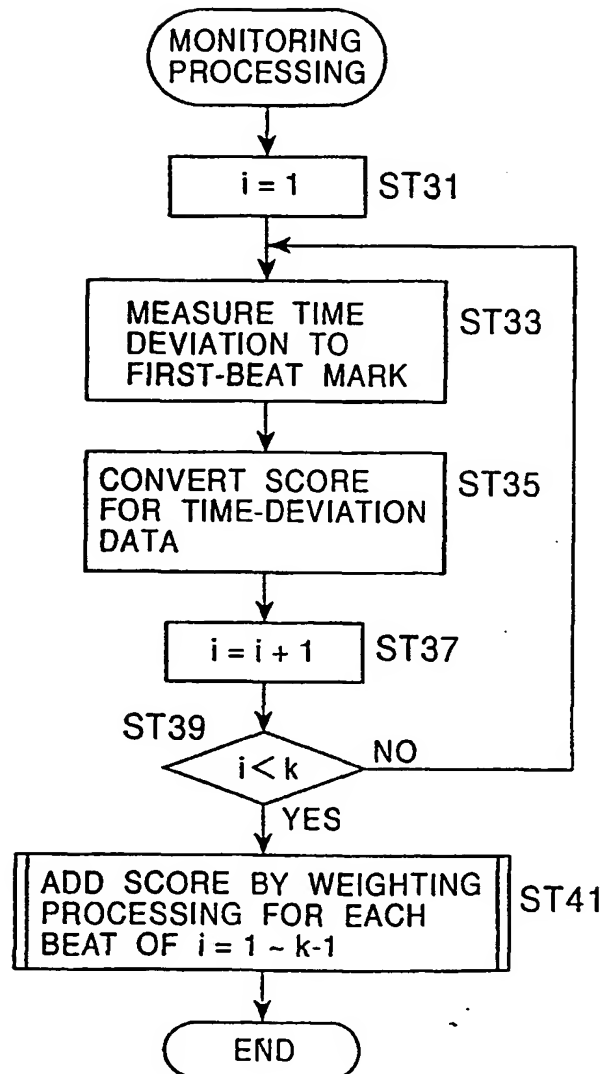 MONITORING
PROCESSING
i = 1
ST31
MEASURE TIME
DEVIATION TO
FIRST-BEAT MARK
ST33
CONVERT SCORE
FOR TIME-DEVIATION
DATA
ST35
i = i + 1
ST37
ST39
i < k
NO
YES
ADD SCORE BY WEIGHTING
PROCESSING FOR EACH
BEAT OF i = 1 ~ k-1
ST41
END